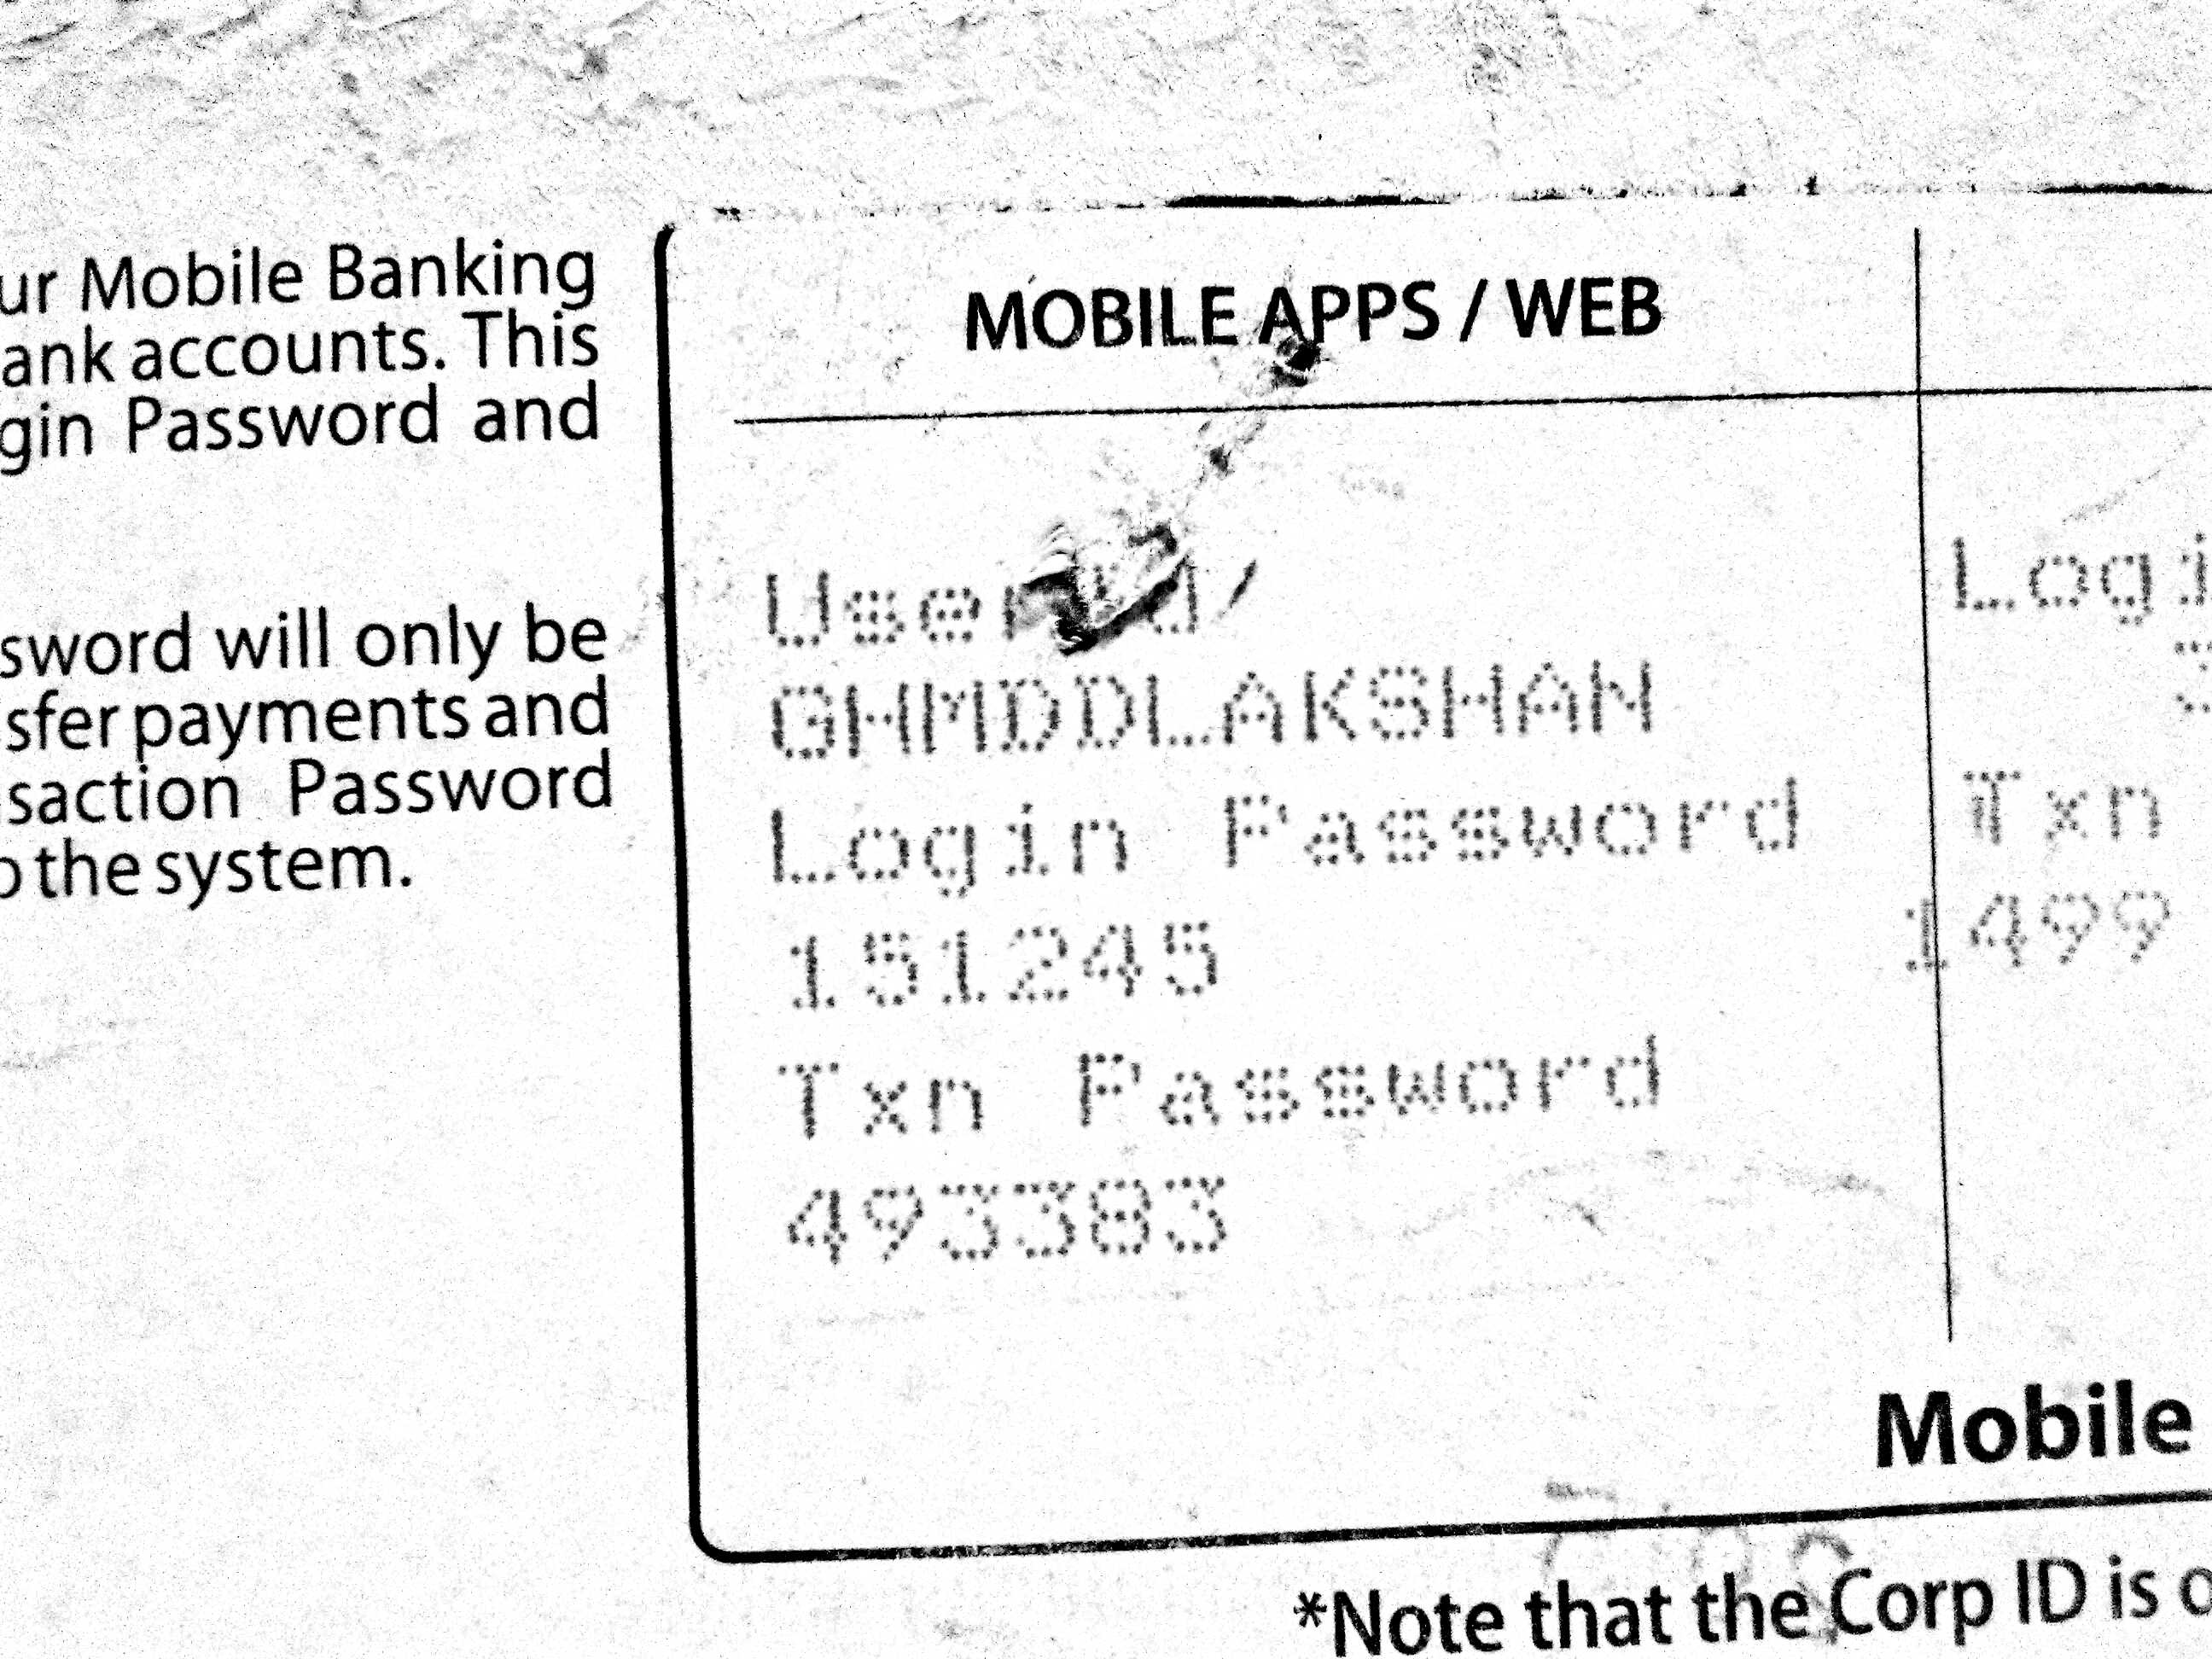 ur Mobile Banking
ank accounts. This
gin Password and
sword will only be
sfer payments and
saction Password
o the system.
MOBILE APPS / WEB
User
GHMDDLAKSHAN
Login Password
151245
Txn Password
493383
Logi
Txn
1499
Mobile
*Note that the Corp ID is